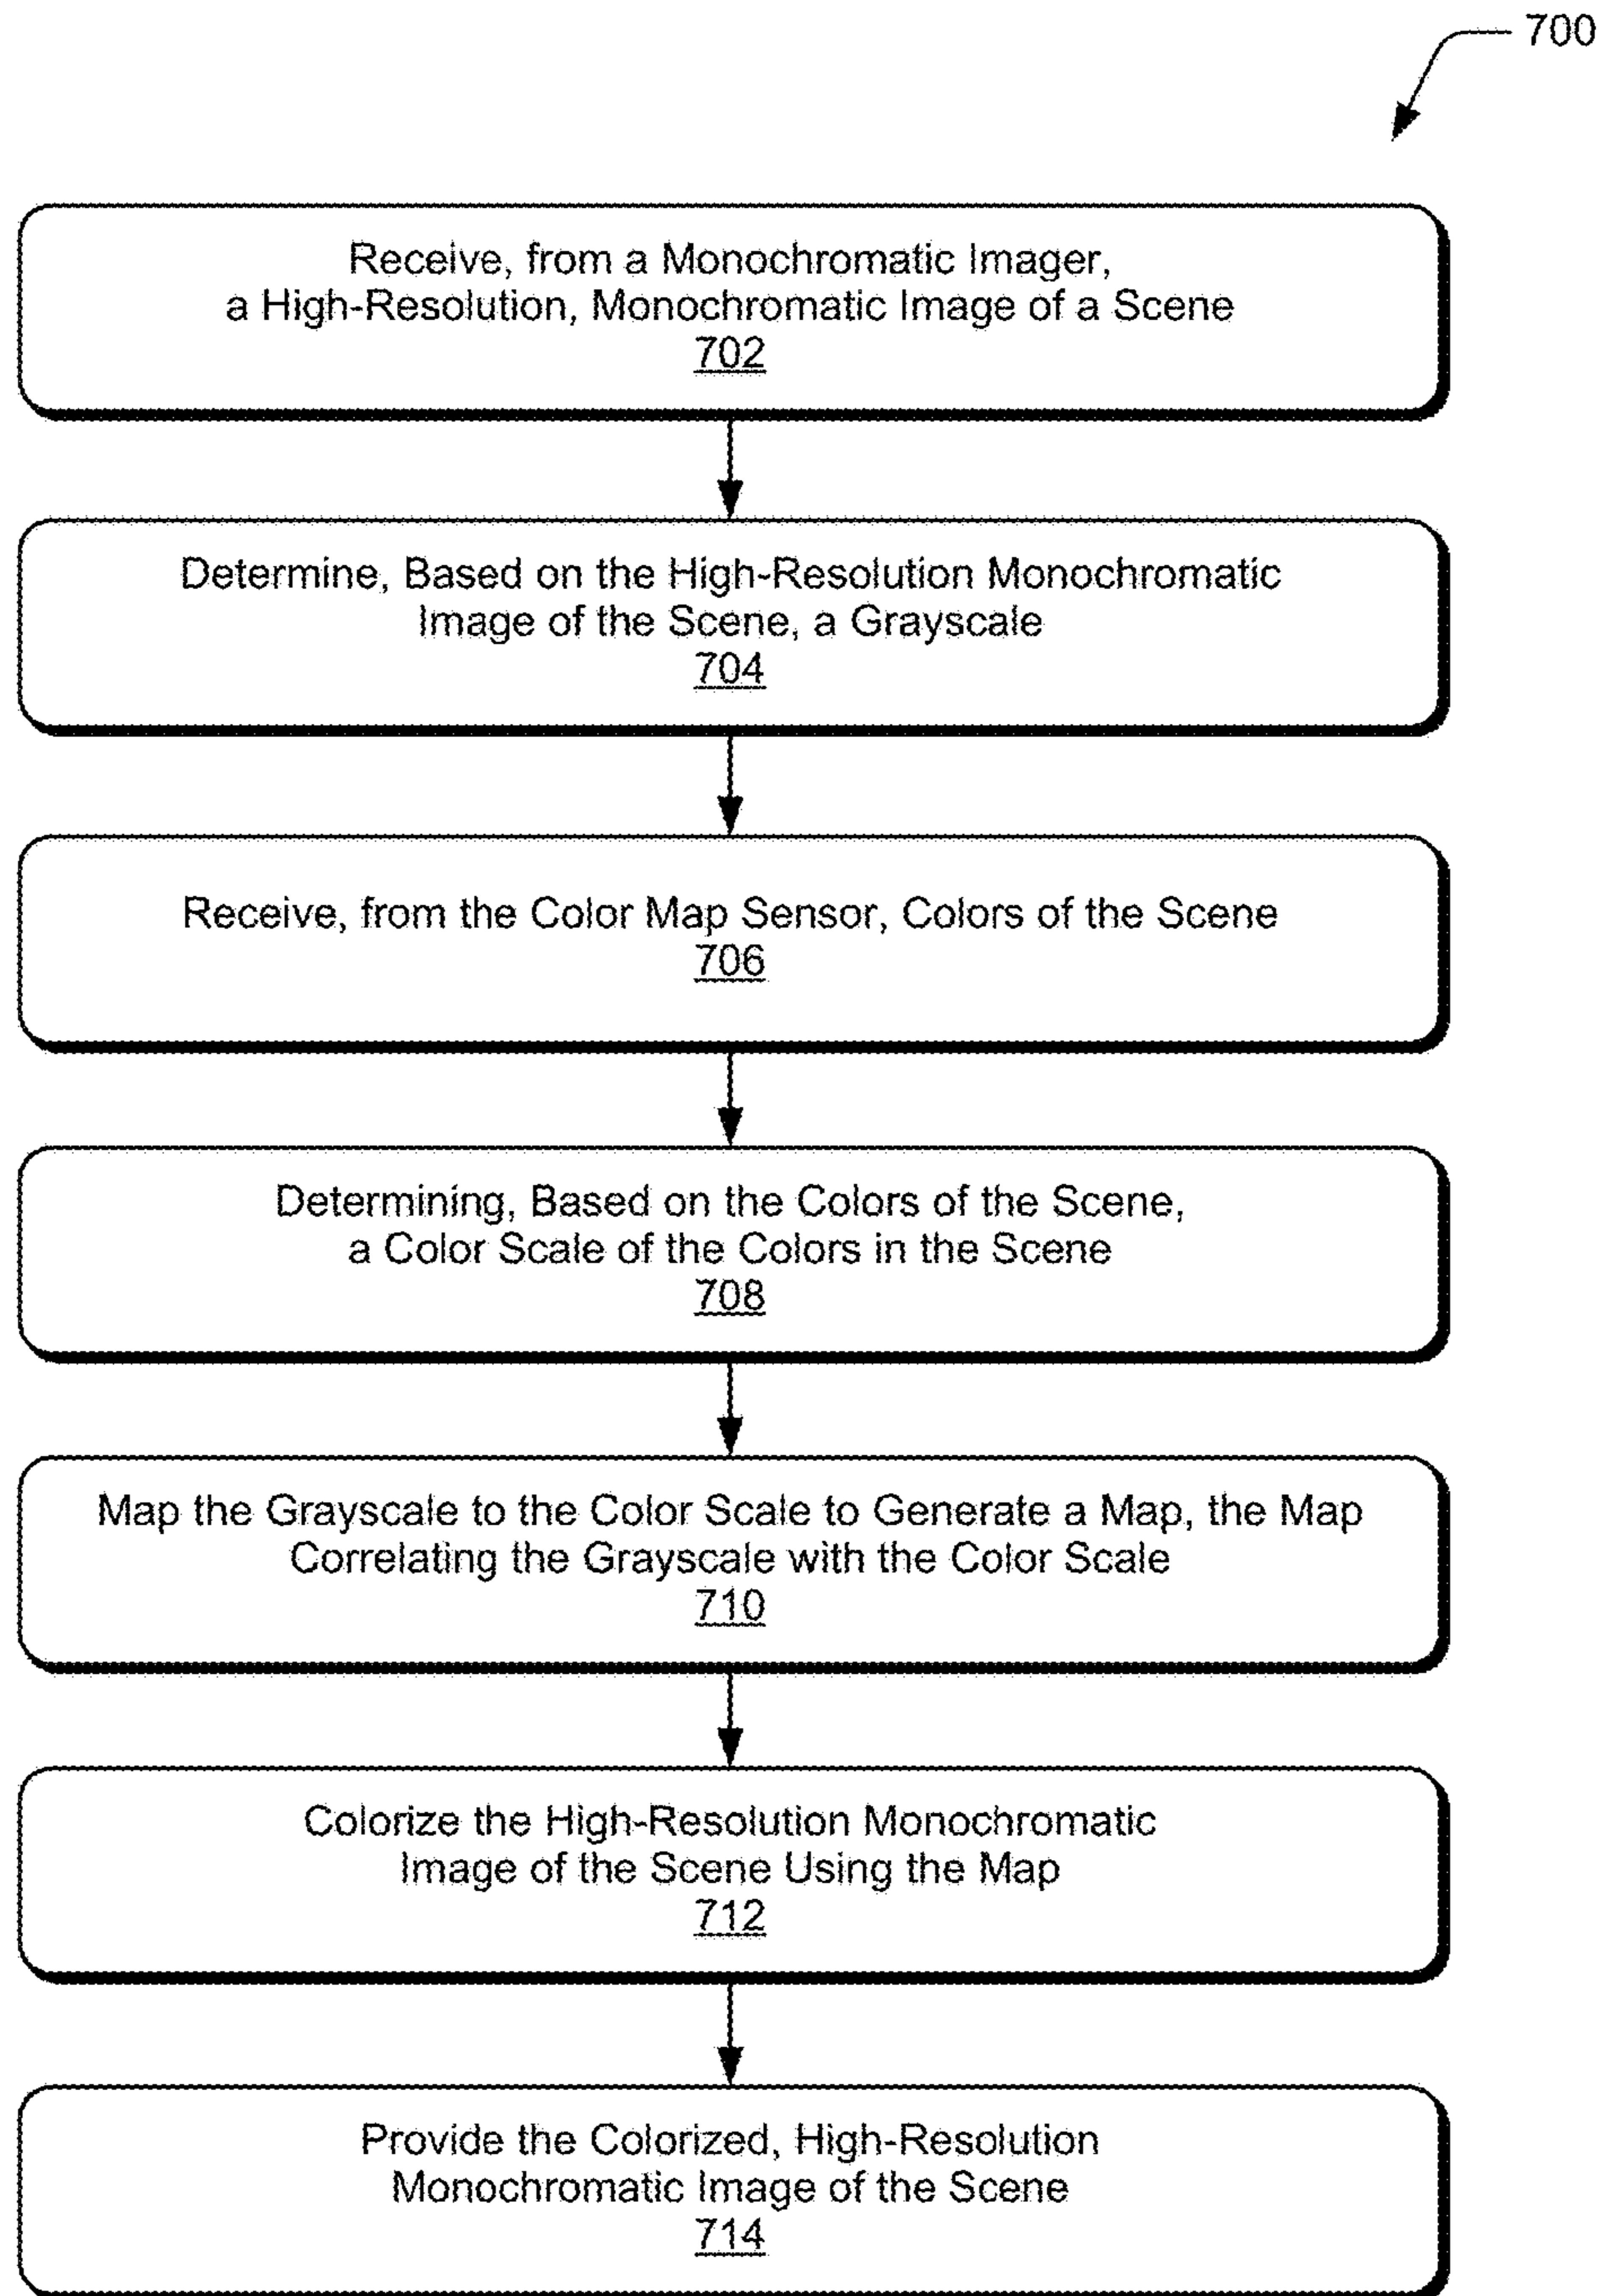 700
Receive, from a Monochromatic Imager,
a High-Resolution, Monochromatic Image of a Scene
702
Determine, Based on the High-Resolution Monochromatic
Image of the Scene, a Grayscale
704
Receive, from the Color Map Sensor, Colors of the Scene
706
Determining, Based on the Colors of the Scene,
a Color Scale of the Colors in the Scene
708
Map the Grayscale to the Color Scale to Generate a Map, the Map
Correlating the Grayscale with the Color Scale
710
Colorize the High-Resolution Monochromatic
Image of the Scene Using the Map
712
Provide the Colorized, High-Resolution
Monochromatic Image of the Scene
714